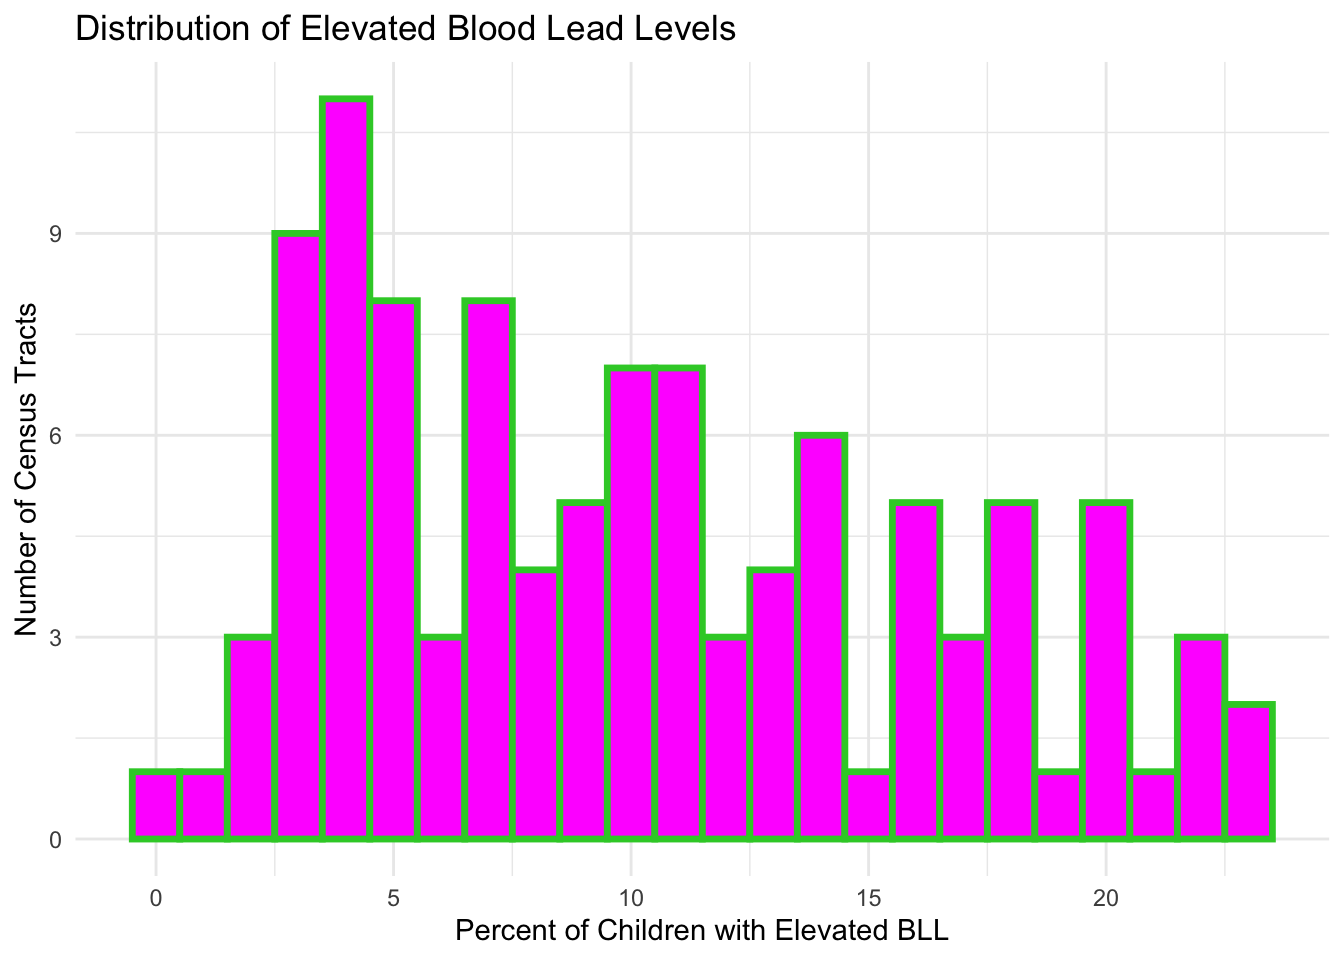 Distribution of Elevated Blood Lead Levels
Number of Census Tracts
9
6
3
0
0 5 10 15 20
Percent of Children with Elevated BLL